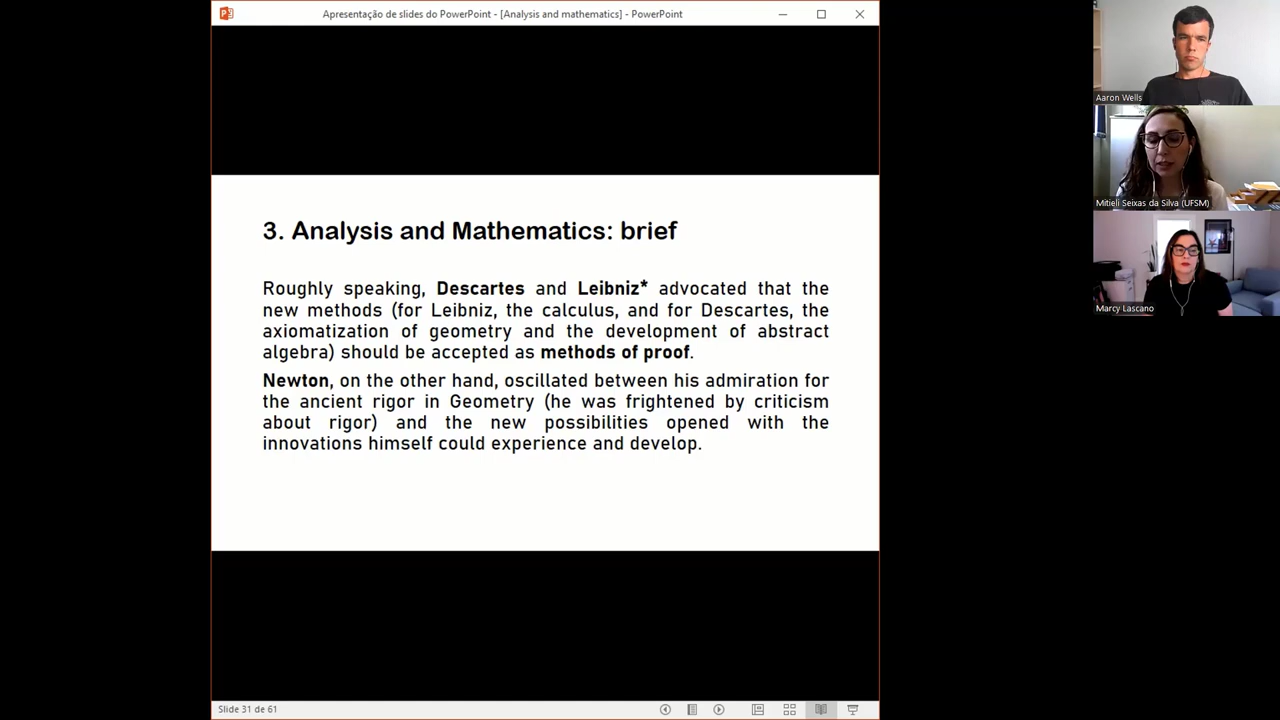 Apresentação de slides do PowerPoint - [Analysis and mathematics] - PowerPoint
3. Analysis and Mathematics: brief
Roughly speaking, Descartes and Leibniz* advocated that the
new methods (for Leibniz, the calculus, and for Descartes, the
axiomatization of geometry and the development of abstract
algebra) should be accepted as methods of proof.
Newton, on the other hand, oscillated between his admiration for
the ancient rigor in Geometry (he was frightened by criticism
about rigor) and the new possibilities opened with the
innovations himself could experience and develop.
Slide 31 de 61
Aaron Wells
Mitieli Seixas da Silva (UFSM)
Marcy Lascano